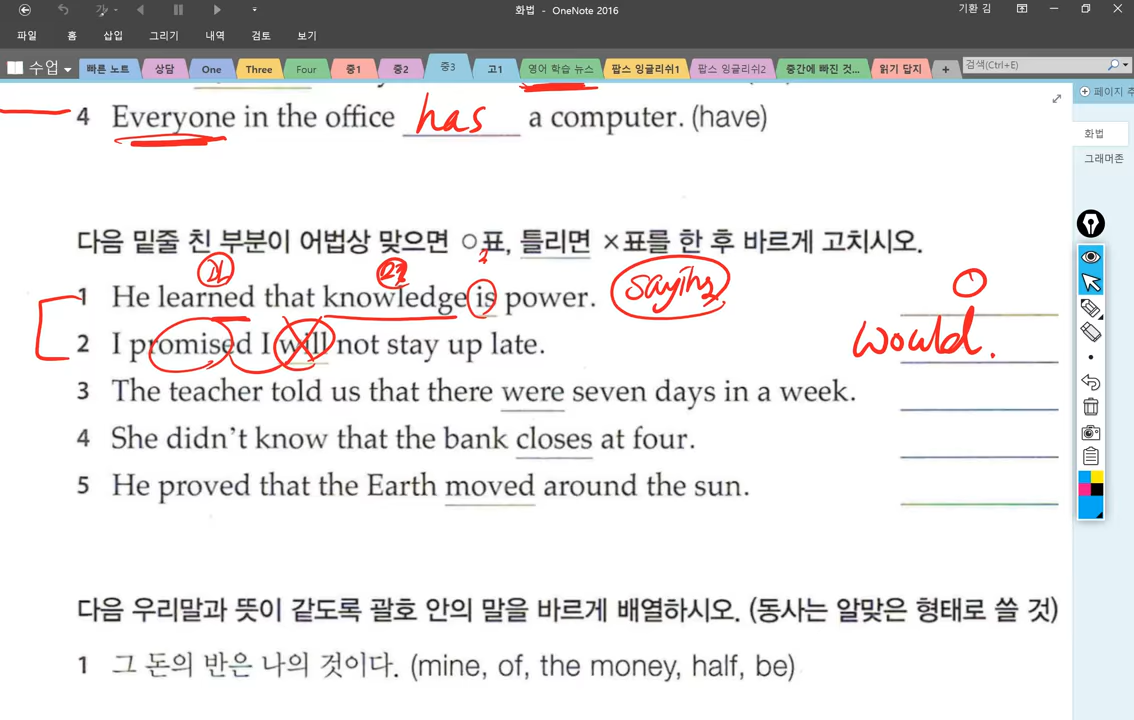 화법 - OneNote 2016
기환 김
파일 홈 삽입 그리기 내역 검토 보기
수업 빠른 노트 상담 One Three Four 중1 중2 중3 고1 영어 학습 뉴스 팝스 잉글리쉬1 팝스 잉글리쉬2 중간에 빠진 것... 읽기 답지 + 검색(Ctrl+E)
페이지 추
화법
그래머존
4 Everyone in the office has a computer. (have)
다음 밑줄 친 부분이 어법상 맞으면 ○표, 틀리면 ×표를 한 후 바르게 고치시오.
1 He learned that knowledge is power. saying O
2 I promised I will not stay up late. would.
3 The teacher told us that there were seven days in a week.
4 She didn't know that the bank closes at four.
5 He proved that the Earth moved around the sun.
다음 우리말과 뜻이 같도록 괄호 안의 말을 바르게 배열하시오. (동사는 알맞은 형태로 쓸 것)
1 그 돈의 반은 나의 것이다. (mine, of, the money, half, be)